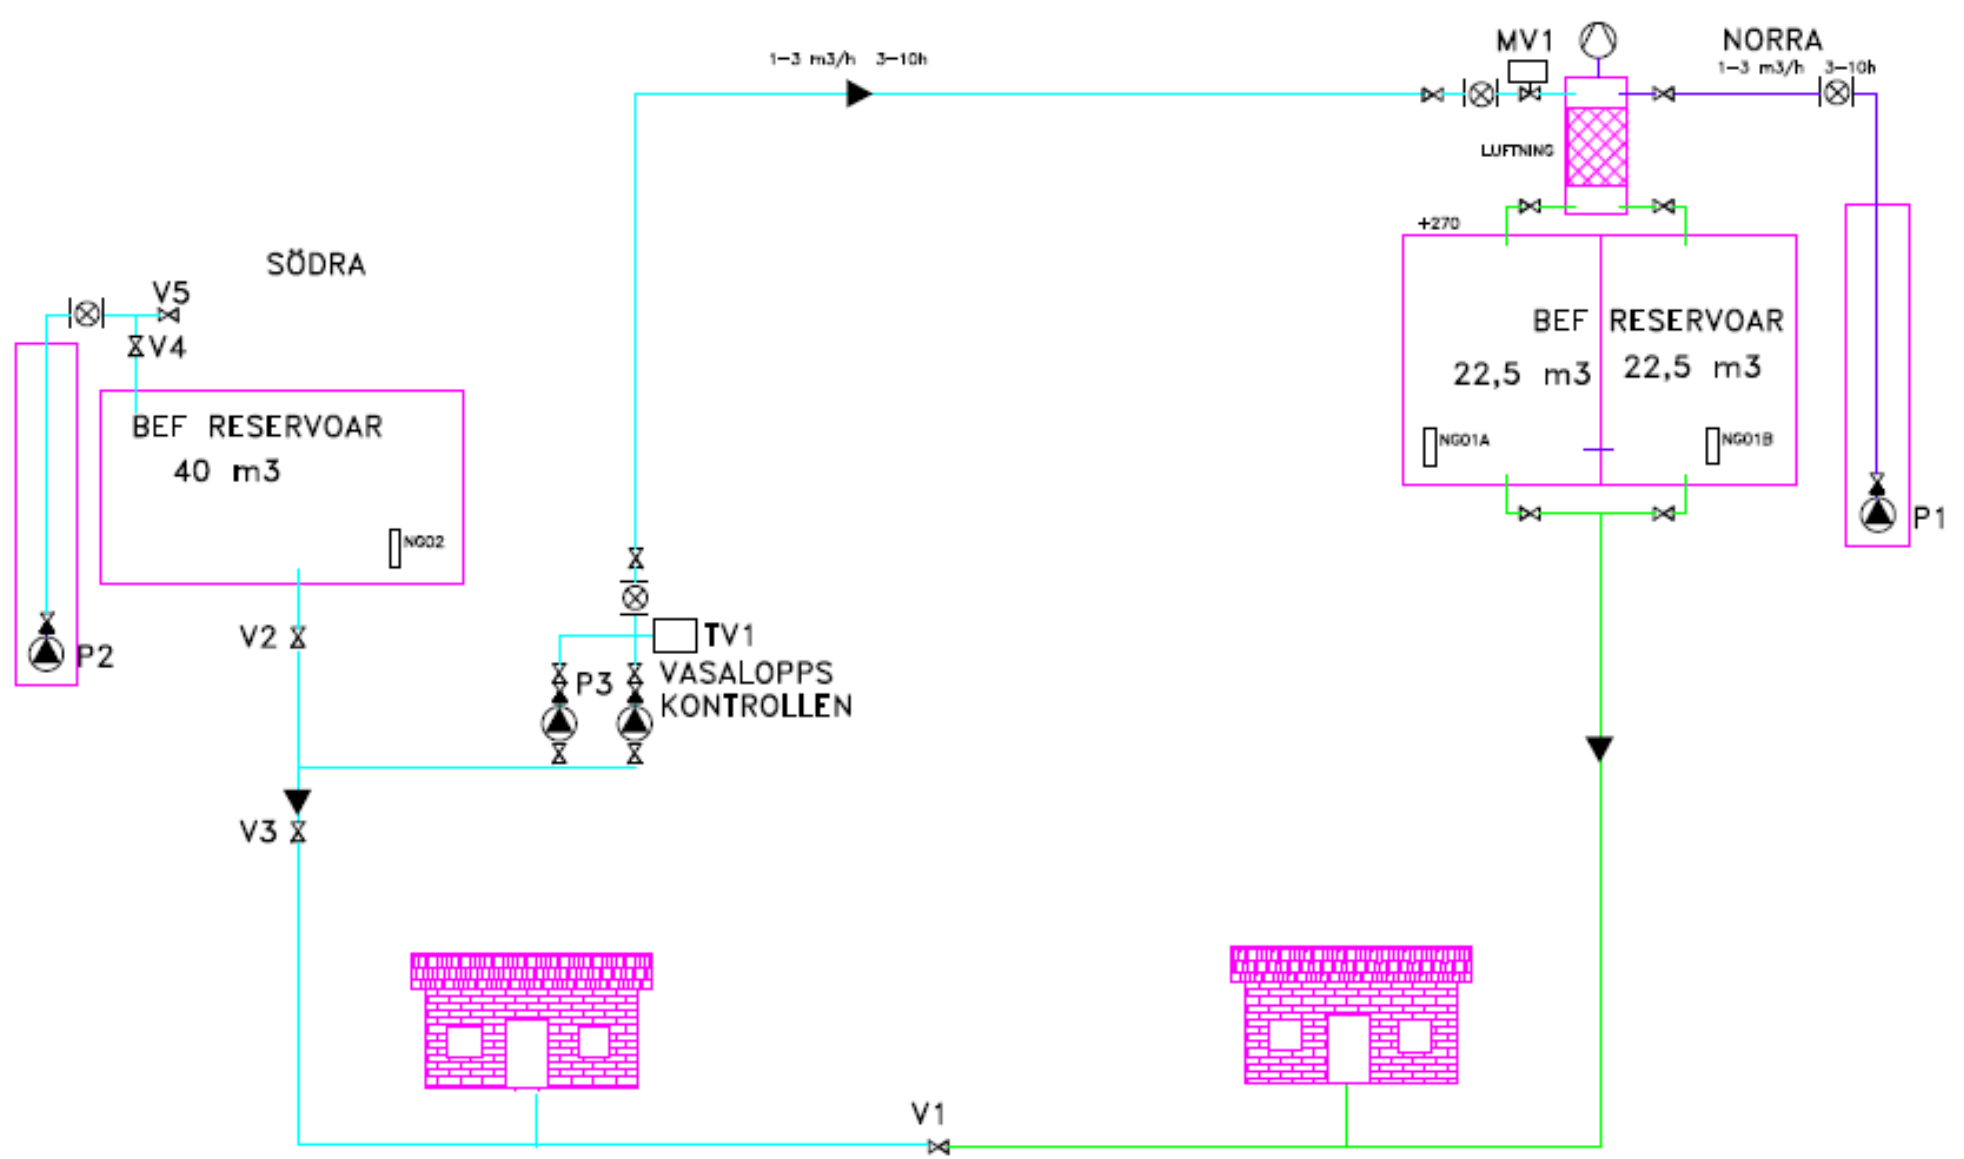 MV1
NORRA
1-3 m3/h 3-10h
1-3 m3/h 3-10h
LUFTNING
+270
SÖDRA
V5
V4
BEF RESERVOAR
22,5 m3
22,5 m3
BEF RESERVOAR
40 m3
NG01A
NG01B
P1
NG02
V2
TV1
P2
P3
VASALOPPS
KONTROLLEN
V3
V1